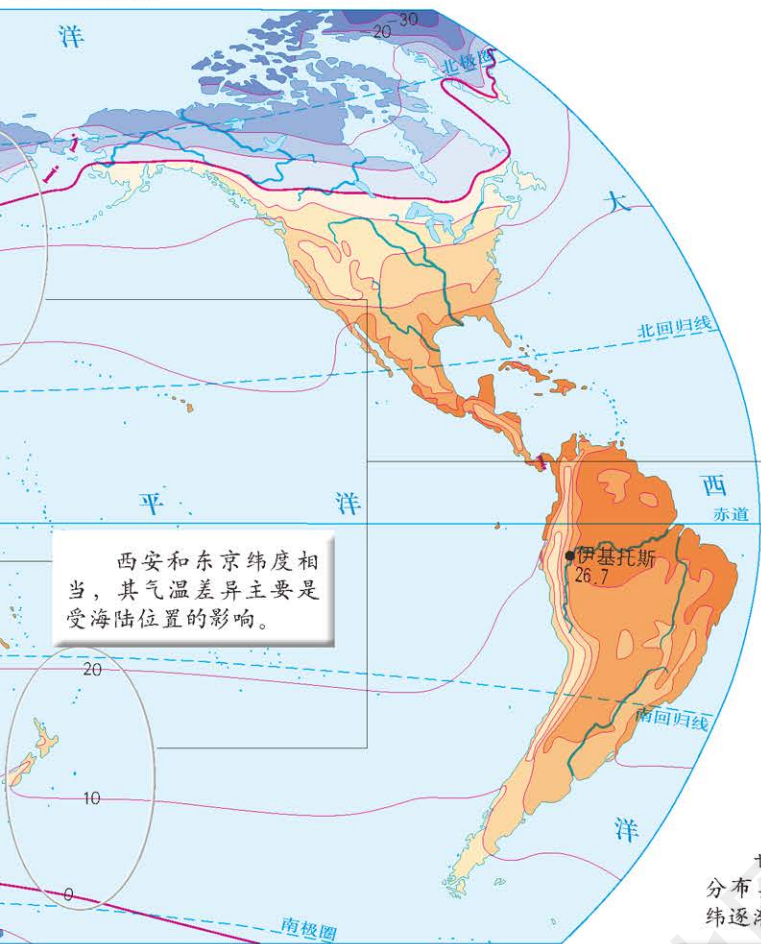 洋
-20
-30
北极圈
大
北回归线
平
洋
西
赤道
伊基托斯
26.7
西安和东京纬度相
当，其气温差异主要是
受海陆位置的影响。
20
南回归线
10
洋
0
南极圈
分布
纬逐渐